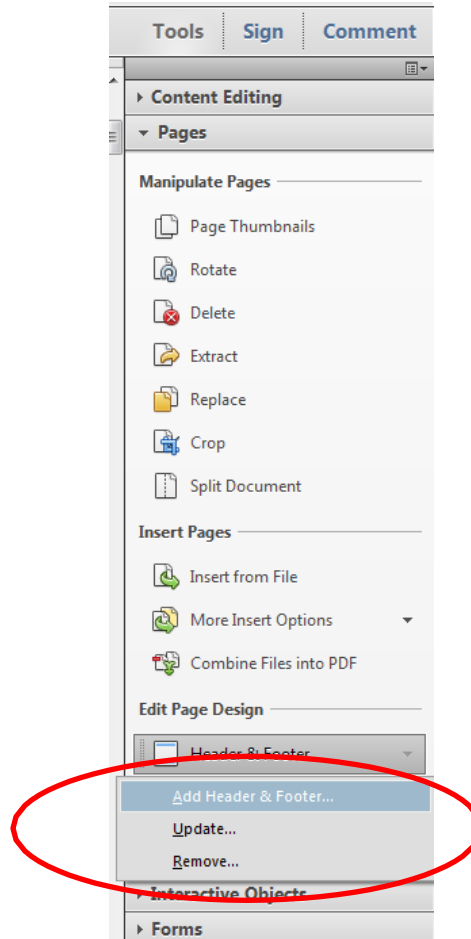 Tools Sign Comment
Content Editing
Pages
Manipulate Pages
Page Thumbnails
Rotate
Delete
Extract
Replace
Crop
Split Document
Insert Pages
Insert from File
More Insert Options
Combine Files into PDF
Edit Page Design
Header & Footer
Add Header & Footer...
Update...
Remove...
Interactive Objects
Forms